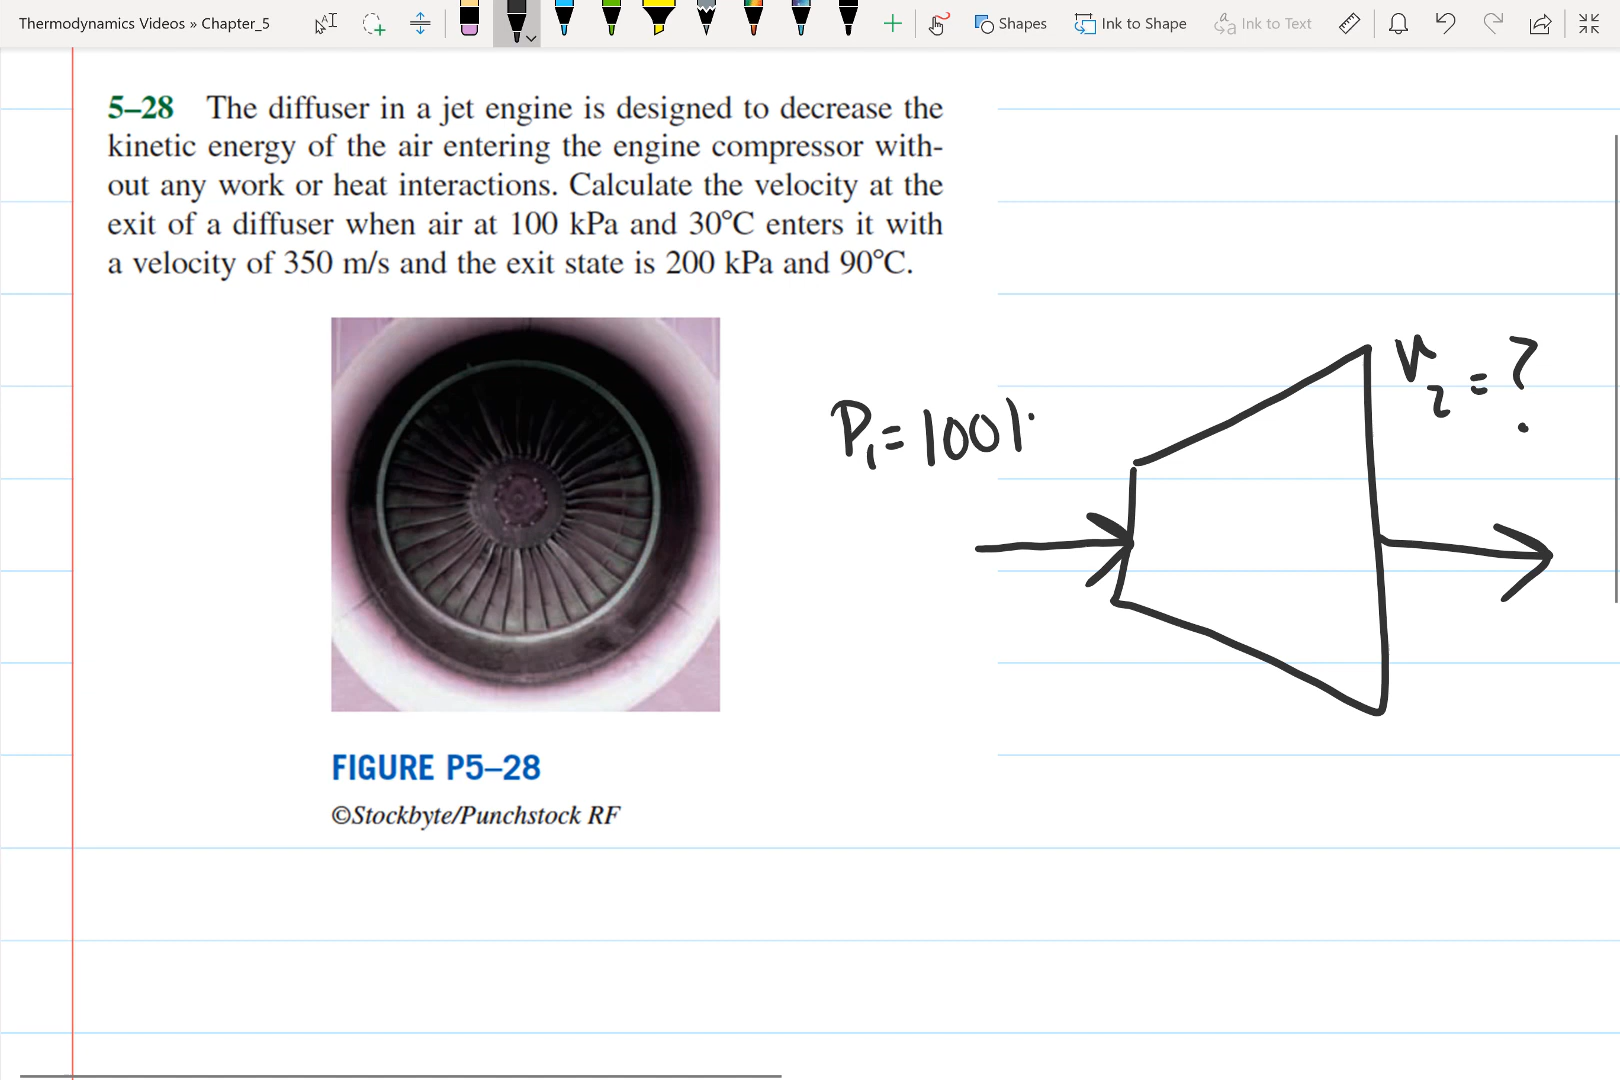 Thermodynamics Videos » Chapter_5
Shapes
Ink to Shape
Ink to Text
5–28 The diffuser in a jet engine is designed to decrease the
kinetic energy of the air entering the engine compressor with-
out any work or heat interactions. Calculate the velocity at the
exit of a diffuser when air at 100 kPa and 30°C enters it with
a velocity of 350 m/s and the exit state is 200 kPa and 90°C.
V₂ = ?
P₁ = 100
FIGURE P5–28
©Stockbyte/Punchstock RF